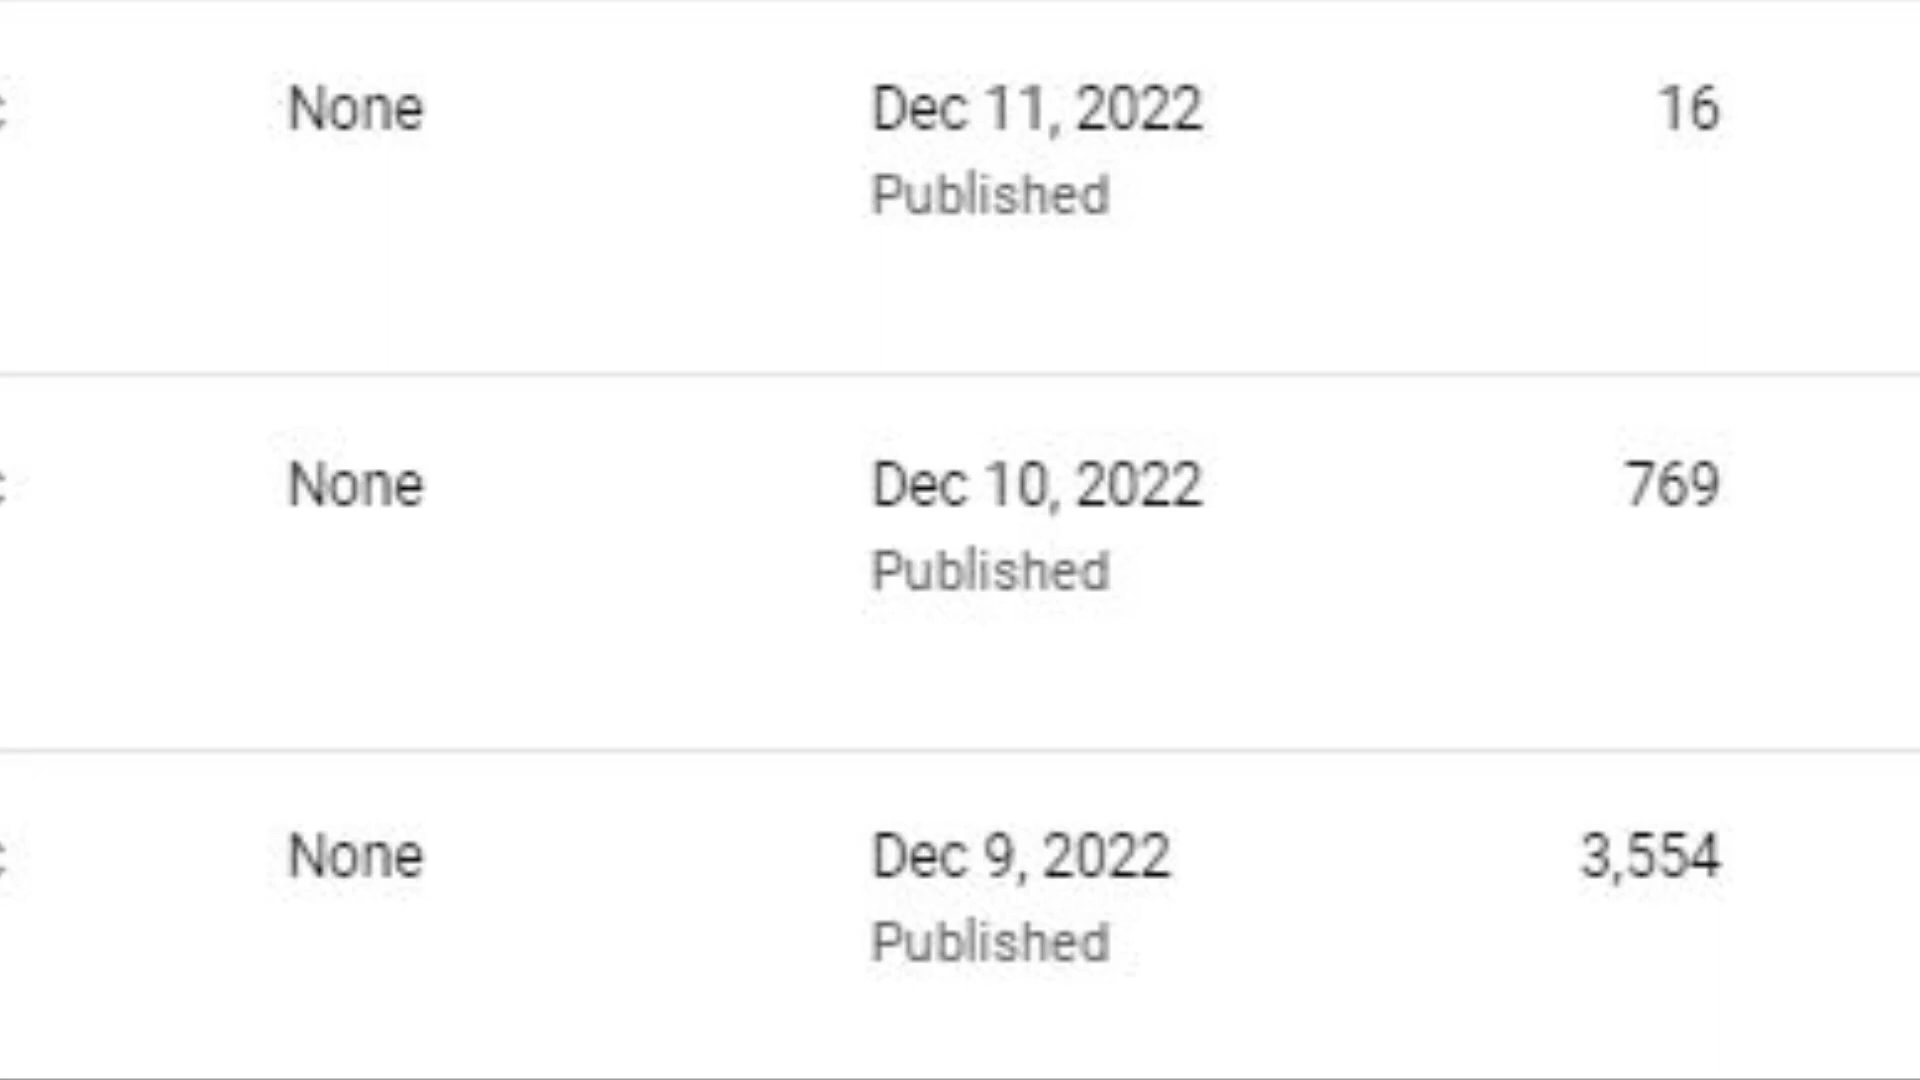 None Dec 11, 2022 16
Published
None Dec 10, 2022 769
Published
None Dec 9, 2022 3,554
Published